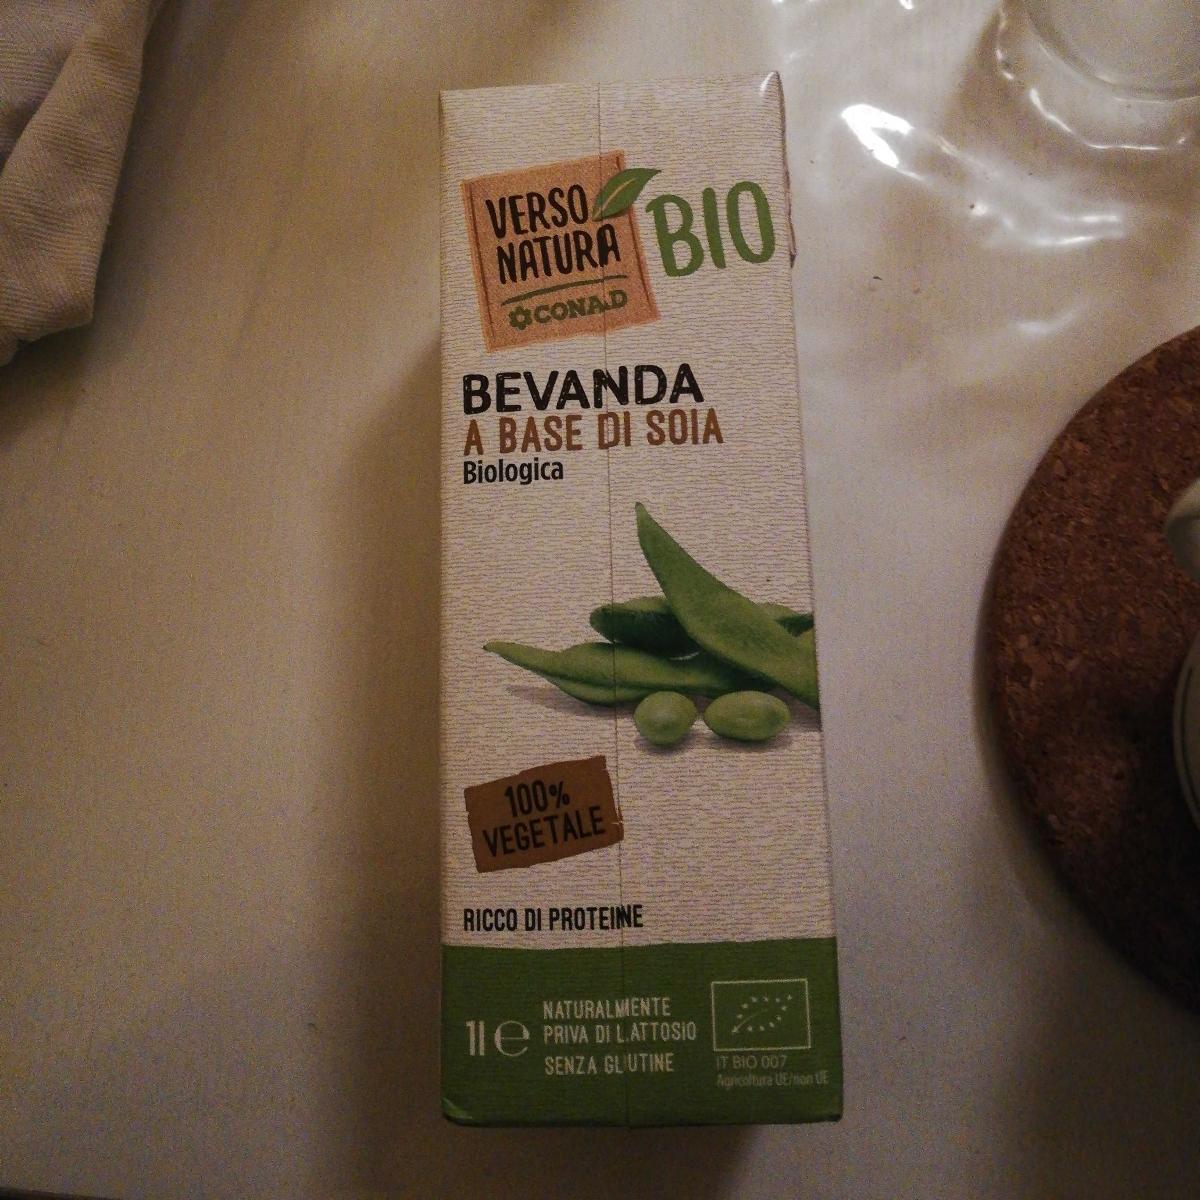 VERSO
NATURA
CONAD
BIO
BEVANDA
A BASE DI SOIA
Biologica
100%
VEGETALE
RICCO DI PROTEINE
1l e
NATURALMENTE
PRIVA DI LATTOSIO
SENZA GLUTINE
IT BIO 007
Agricoltura UE/non UE